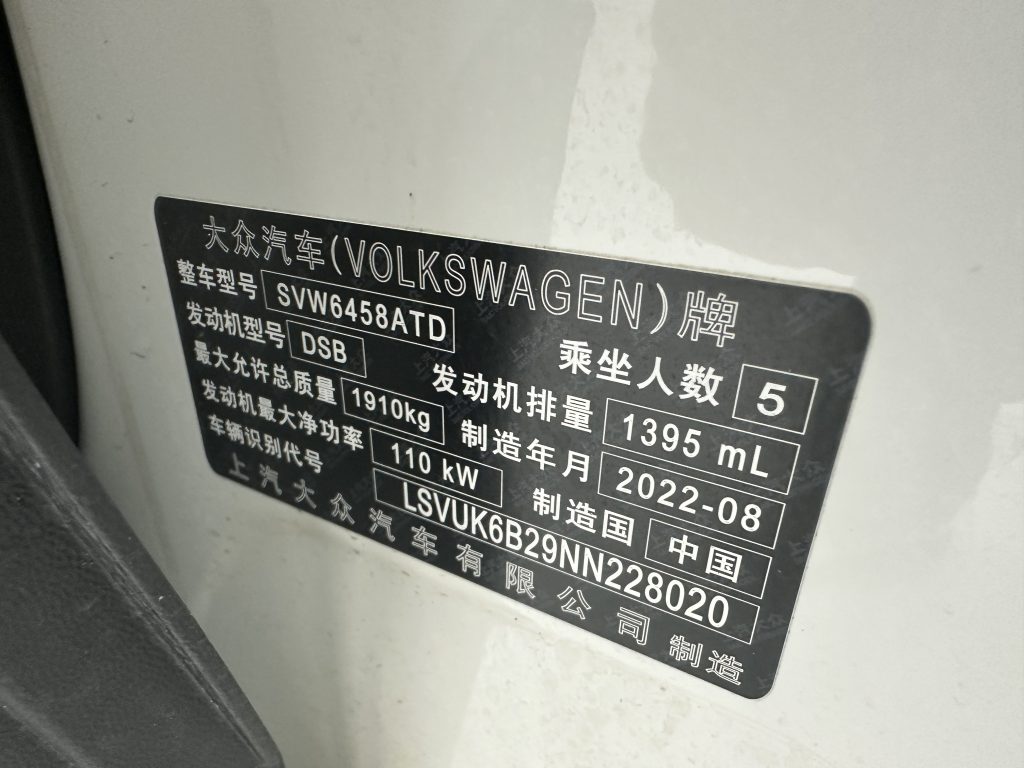 大众汽车(VOLKSWAGEN)牌
整车型号 SVW6458ATD 乘坐人数 5
发动机型号 DSB 发动机排量 1395 mL
最大允许总质量 1910kg 制造年月 2022-08
发动机最大净功率 110 kW 制造国 中国
车辆识别代号 LSVUK6B29NN228020
上汽大众汽车有限公司制造